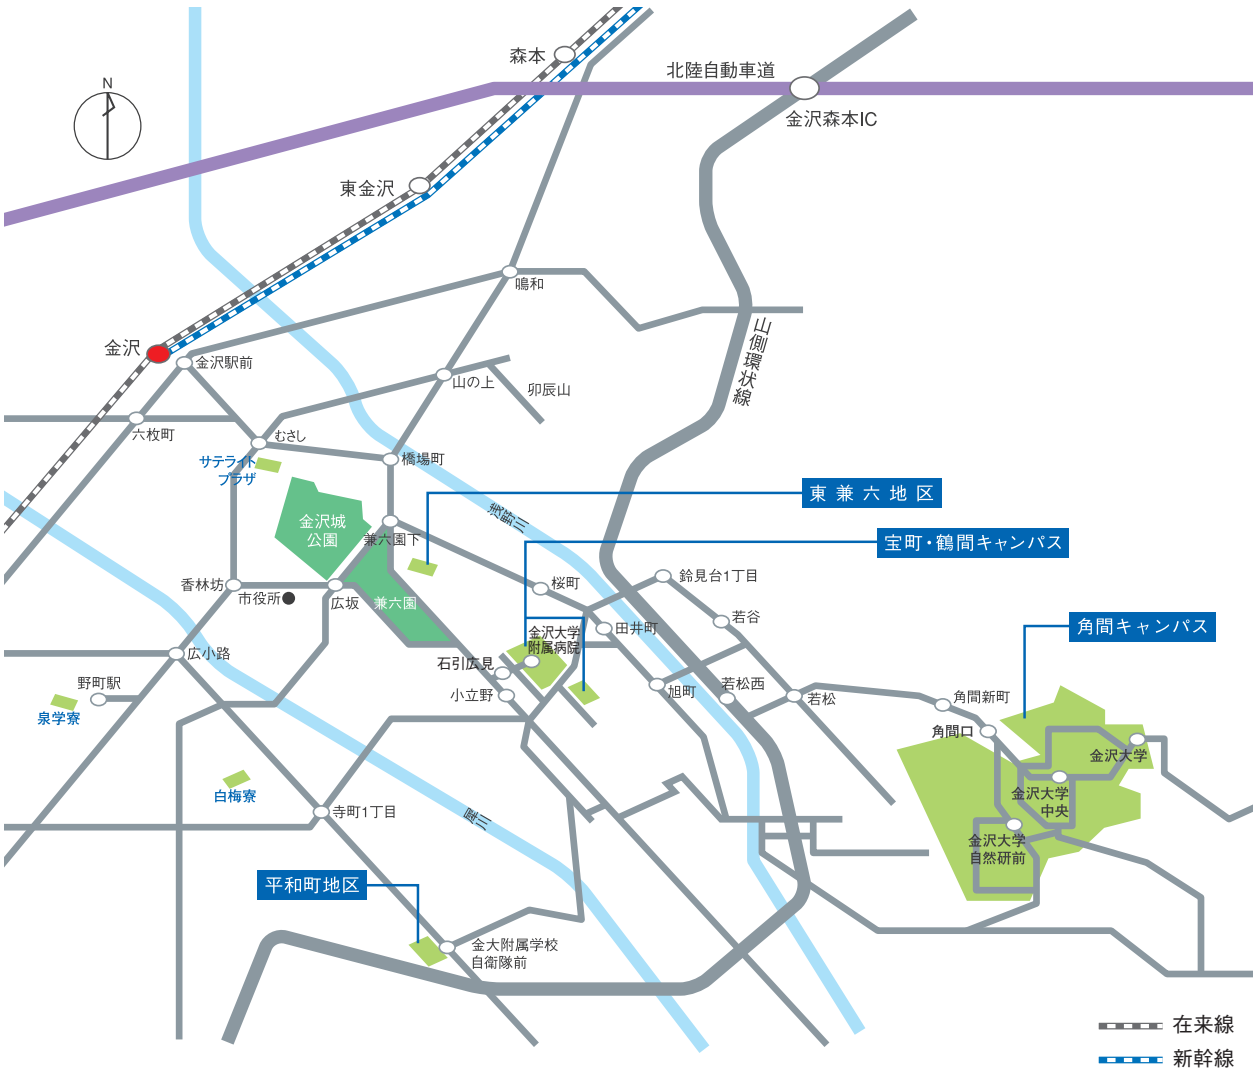 森本
北陸自動車道
N
金沢森本IC
東金沢
鳴和
山側環状線
金沢
金沢駅前
山の上
卯辰山
六枚町
むさし
橋場町
サテライト
プラザ
東兼六地区
金沢城
公園
浅野川
兼六園下
宝町・鶴間キャンパス
香林坊
市役所
広坂
兼六園
桜町
鈴見台1丁目
若谷
田井町
角間キャンパス
金沢大学
附属病院
広小路
石引広見
野町駅
小立野
旭町
若松西
若松
角間新町
泉学寮
角間口
金沢大学
白梅寮
寺町1丁目
犀川
金沢大学
中央
金沢大学
自然研前
平和町地区
金大附属学校
自衛隊前
在来線
新幹線